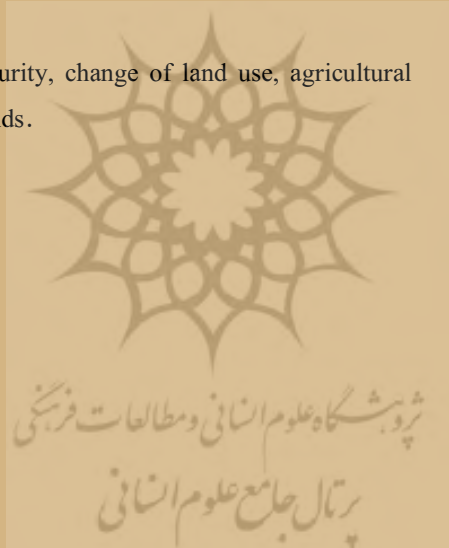 urity, change of land use, agricultural
ds.
پژوهشگاه علوم انسانی و مطالعات فرهنگی
پرتال جامع علوم انسانی